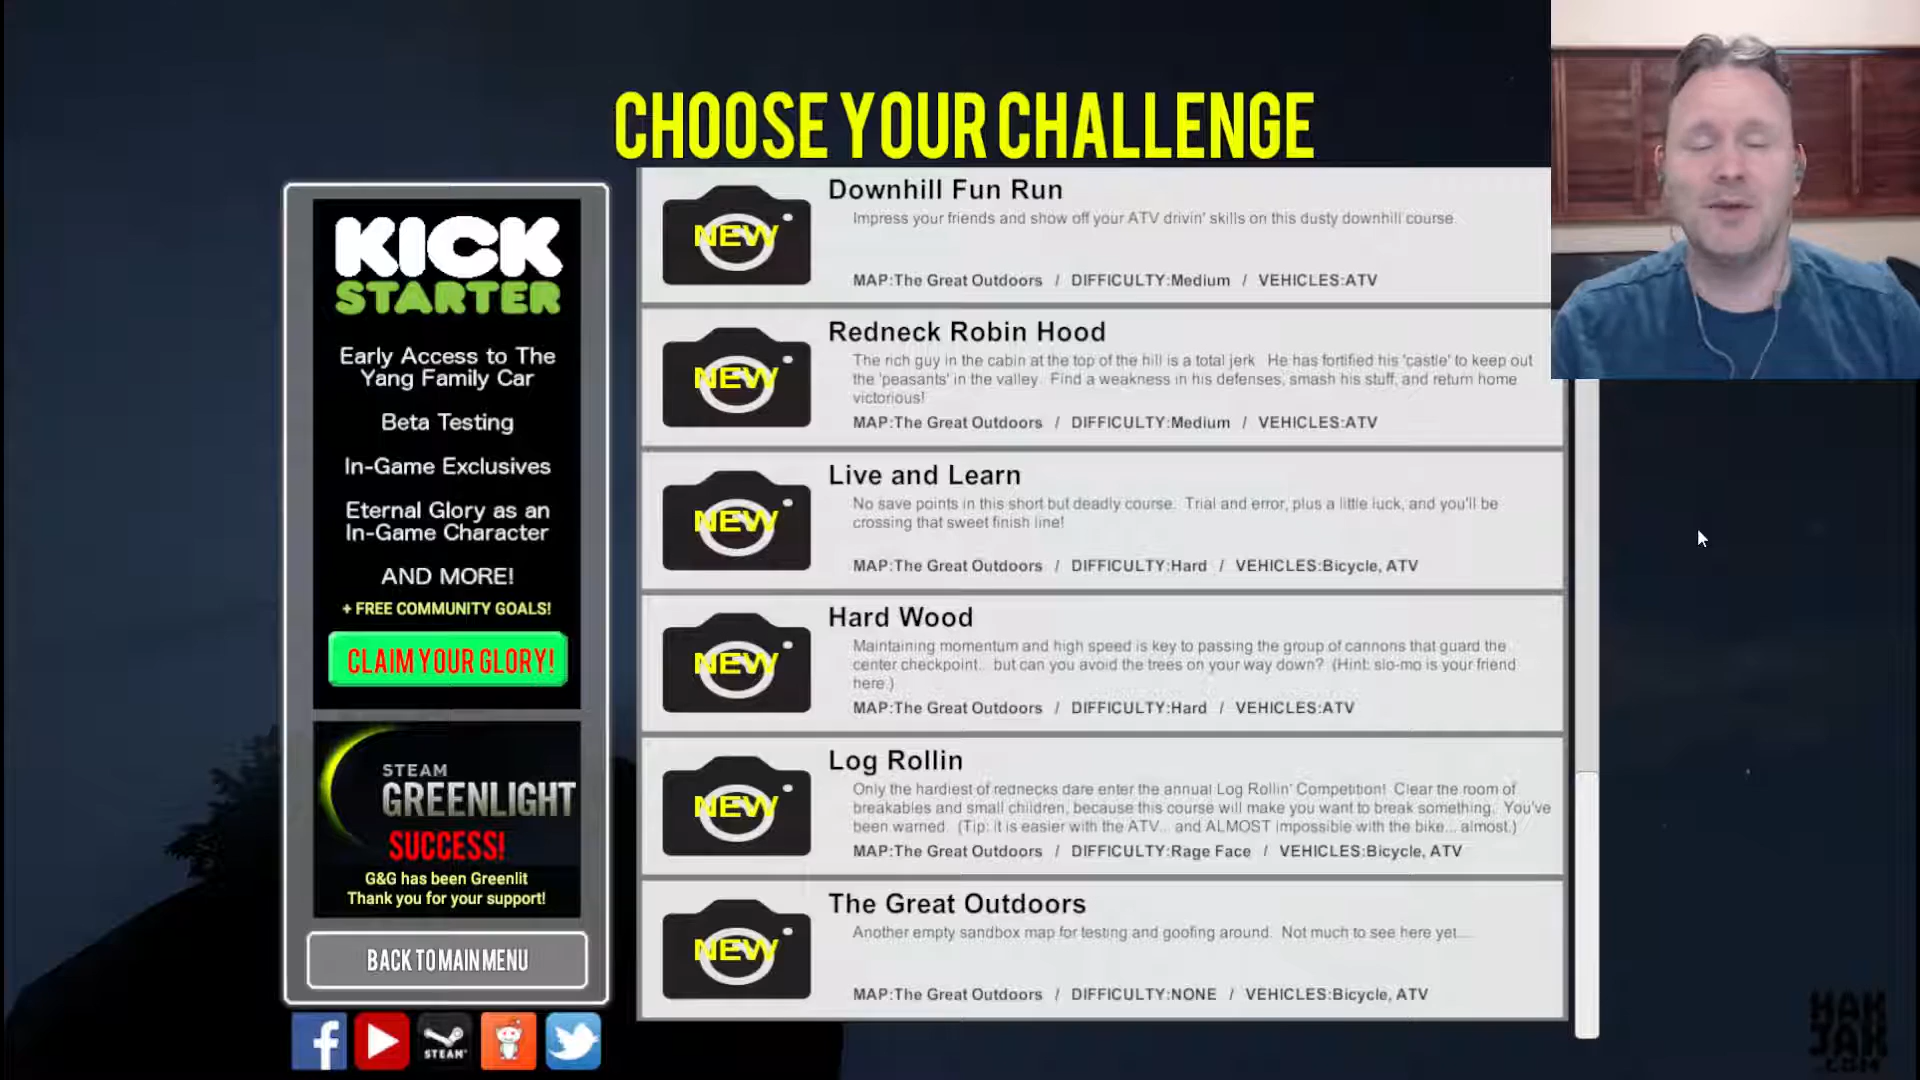 CHOOSE YOUR CHALLENGE
KICK
STARTER
Early Access to The
Yang Family Car
Beta Testing
In-Game Exclusives
Eternal Glory as an
In-Game Character
AND MORE!
+ FREE COMMUNITY GOALS!
CLAIM YOUR GLORY!
STEAM
GREENLIGHT
SUCCESS!
G&G has been Greenlit
Thank you for your support!
BACK TO MAIN MENU
STEAM
NEW
Downhill Fun Run
Impress your friends and show off your ATV drivin' skills on this dusty downhill course.
MAP:The Great Outdoors / DIFFICULTY:Medium / VEHICLES:ATV
NEW
Redneck Robin Hood
The rich guy in the cabin at the top of the hill is a total jerk. He has fortified his 'castle' to keep out
the 'peasants' in the valley. Find a weakness in his defenses, smash his stuff, and return home
victorious!
MAP:The Great Outdoors / DIFFICULTY:Medium / VEHICLES:ATV
NEW
Live and Learn
No save points in this short but deadly course. Trial and error, plus a little luck, and you'll be
crossing that sweet finish line!
MAP:The Great Outdoors / DIFFICULTY:Hard / VEHICLES:Bicycle, ATV
NEW
Hard Wood
Maintaining momentum and high speed is key to passing the group of cannons that guard the
center checkpoint.. but can you avoid the trees on your way down? (Hint: slo-mo is your friend
here.)
MAP:The Great Outdoors / DIFFICULTY:Hard / VEHICLES:ATV
NEW
Log Rollin
Only the hardiest of rednecks dare enter the annual Log Rollin' Competition! Clear the room of
breakables and small children, because this course will make you want to break something. You've
been warned. (Tip: it is easier with the ATV... and ALMOST impossible with the bike... almost.)
MAP:The Great Outdoors / DIFFICULTY:Rage Face / VEHICLES:Bicycle, ATV
NEW
The Great Outdoors
Another empty sandbox map for testing and goofing around. Not much to see here yet...
MAP:The Great Outdoors / DIFFICULTY:NONE / VEHICLES:Bicycle, ATV
HAK
JAK
.COM